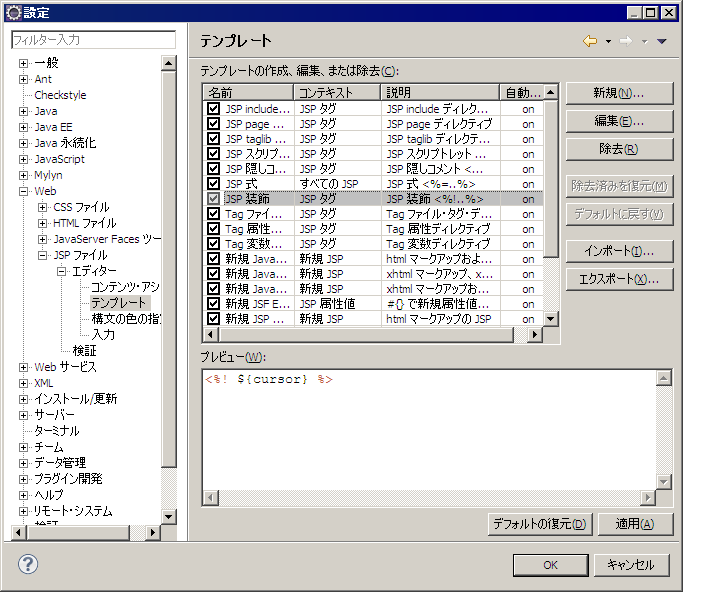 設定
フィルター入力
一般
Ant
Checkstyle
Java
Java EE
Java 永続化
JavaScript
Mylyn
Web
CSS ファイル
HTML ファイル
JavaServer Faces ツー
JSP ファイル
エディター
コンテンツ・アシ
テンプレート
構文の色の指定
入力
検証
Web サービス
XML
インストール/更新
サーバー
ターミナル
チーム
データ管理
プラグイン開発
ヘルプ
リモート・システム
検証
テンプレート
テンプレートの作成、編集、または除去(C):
名前 コンテキスト 説明 自動...
JSP include... JSP タグ JSP include ディレク... on
JSP page ... JSP タグ JSP page ディレクティブ on
JSP taglib ... JSP タグ JSP taglib ディレクテ... on
JSP スクリプ... JSP タグ JSP スクリプトレット ... on
JSP 隠しコ... JSP タグ JSP 隠しコメント <... on
JSP 式 すべての JSP JSP 式 <%=..%> on
JSP 装飾 JSP タグ JSP 装飾 <%!..%> on
Tag ファイ... JSP タグ Tag ファイル・タグ・デ... on
Tag 属性... JSP タグ Tag 属性ディレクティブ on
Tag 変数... JSP タグ Tag 変数ディレクティブ on
新規 Java... 新規 JSP html マークアップおよ... on
新規 Java... 新規 JSP xhtml マークアップ、x... on
新規 Java... 新規 JSP xhtml マークアップお... on
新規 JSF E... JSP 属性値 #{} で新規属性値... on
新規 JSP ... 新規 JSP html マークアップの JSP on
新規(N)...
編集(E)...
除去(R)
除去済みを復元(M)
デフォルトに戻す(V)
インポート(I)...
エクスポート(X)...
プレビュー(W):
<%! ${cursor} %>
デフォルトの復元(D) 適用(A)
? OK キャンセル